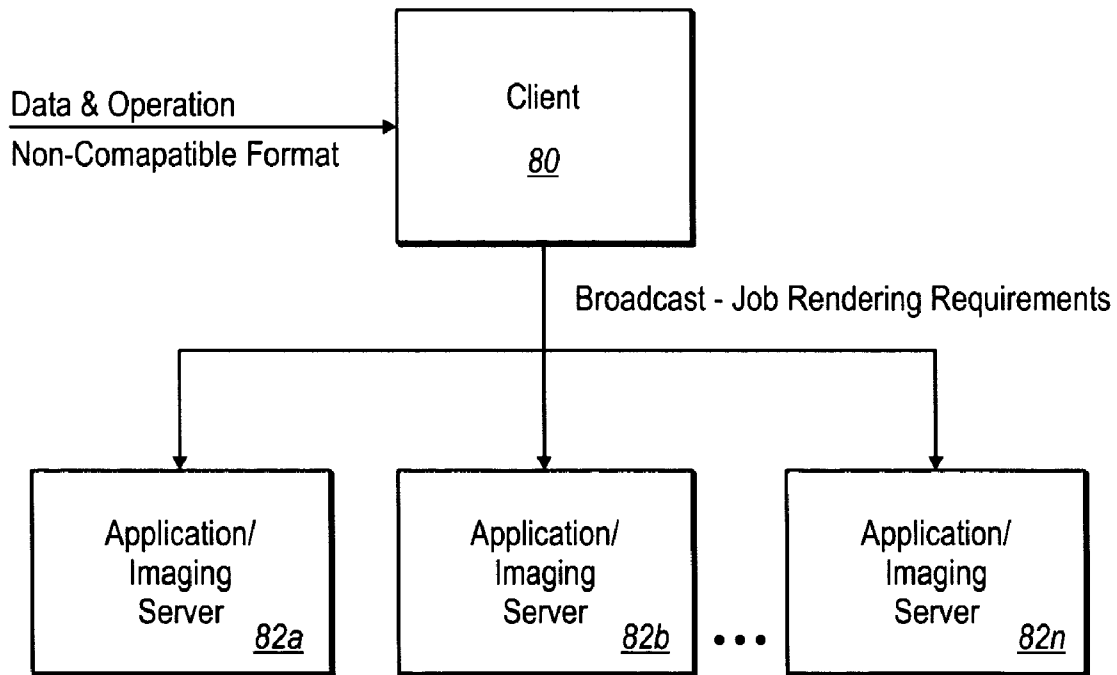 Data & Operation
Non-Comapatible Format
Client
80
Broadcast - Job Rendering Requirements
Application/
Imaging
Server
82a
Application/
Imaging
Server
82b
•••
Application/
Imaging
Server
82n